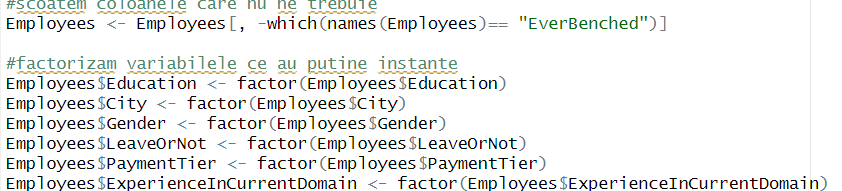 #scoatem coloanele care nu ne trebuie
Employees <- Employees[, -which(names(Employees)== "EverBenched")]
#factorizam variabilele ce au putine instante
Employees$Education <- factor(Employees$Education)
Employees$City <- factor(Employees$City)
Employees$Gender <- factor(Employees$Gender)
Employees$LeaveOrNot <- factor(Employees$LeaveOrNot)
Employees$PaymentTier <- factor(Employees$PaymentTier)
Employees$ExperienceInCurrentDomain <- factor(Employees$ExperienceInCurrentDomain)